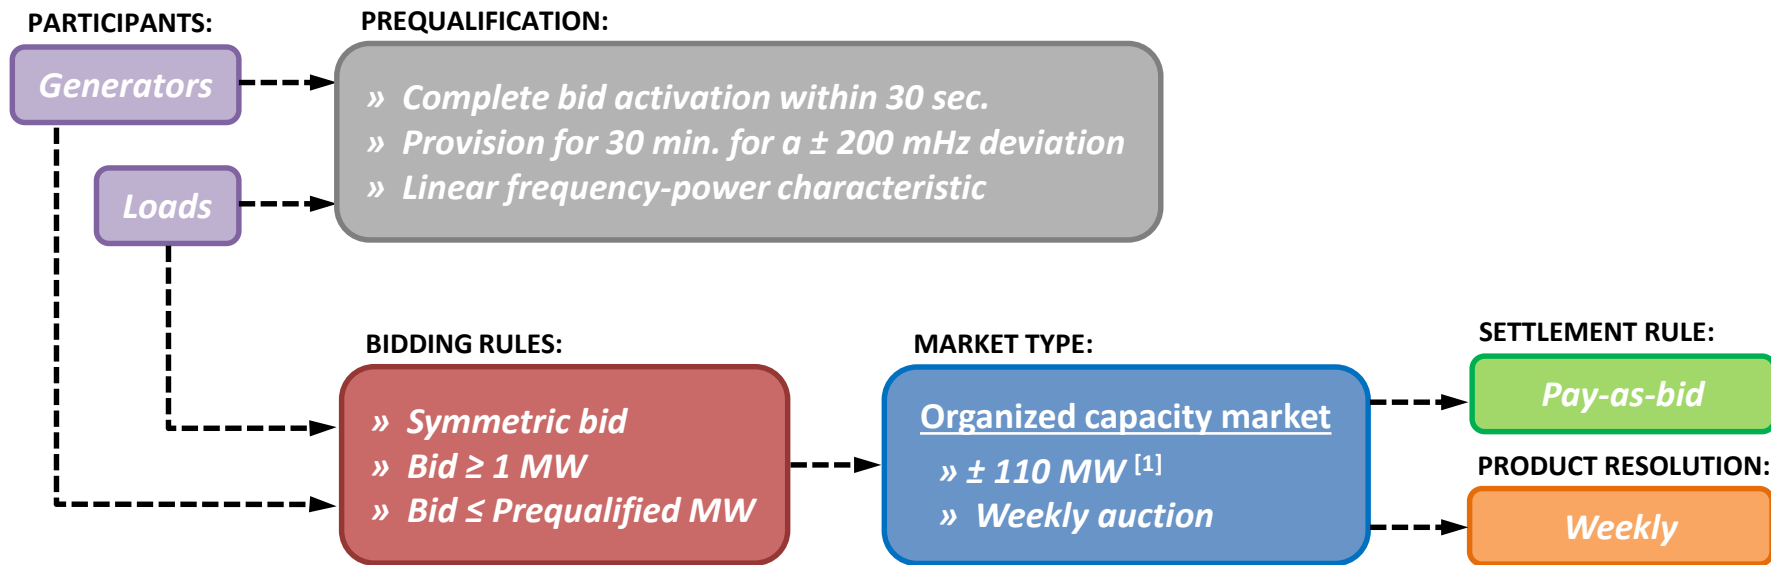 PARTICIPANTS:
PREQUALIFICATION:
Generators
» Complete bid activation within 30 sec.
» Provision for 30 min. for a ± 200 mHz deviation
» Linear frequency-power characteristic
Loads
BIDDING RULES:
» Symmetric bid
» Bid ≥ 1 MW
» Bid ≤ Prequalified MW
MARKET TYPE:
Organized capacity market
» ± 110 MW [1]
» Weekly auction
SETTLEMENT RULE:
Pay-as-bid
PRODUCT RESOLUTION:
Weekly